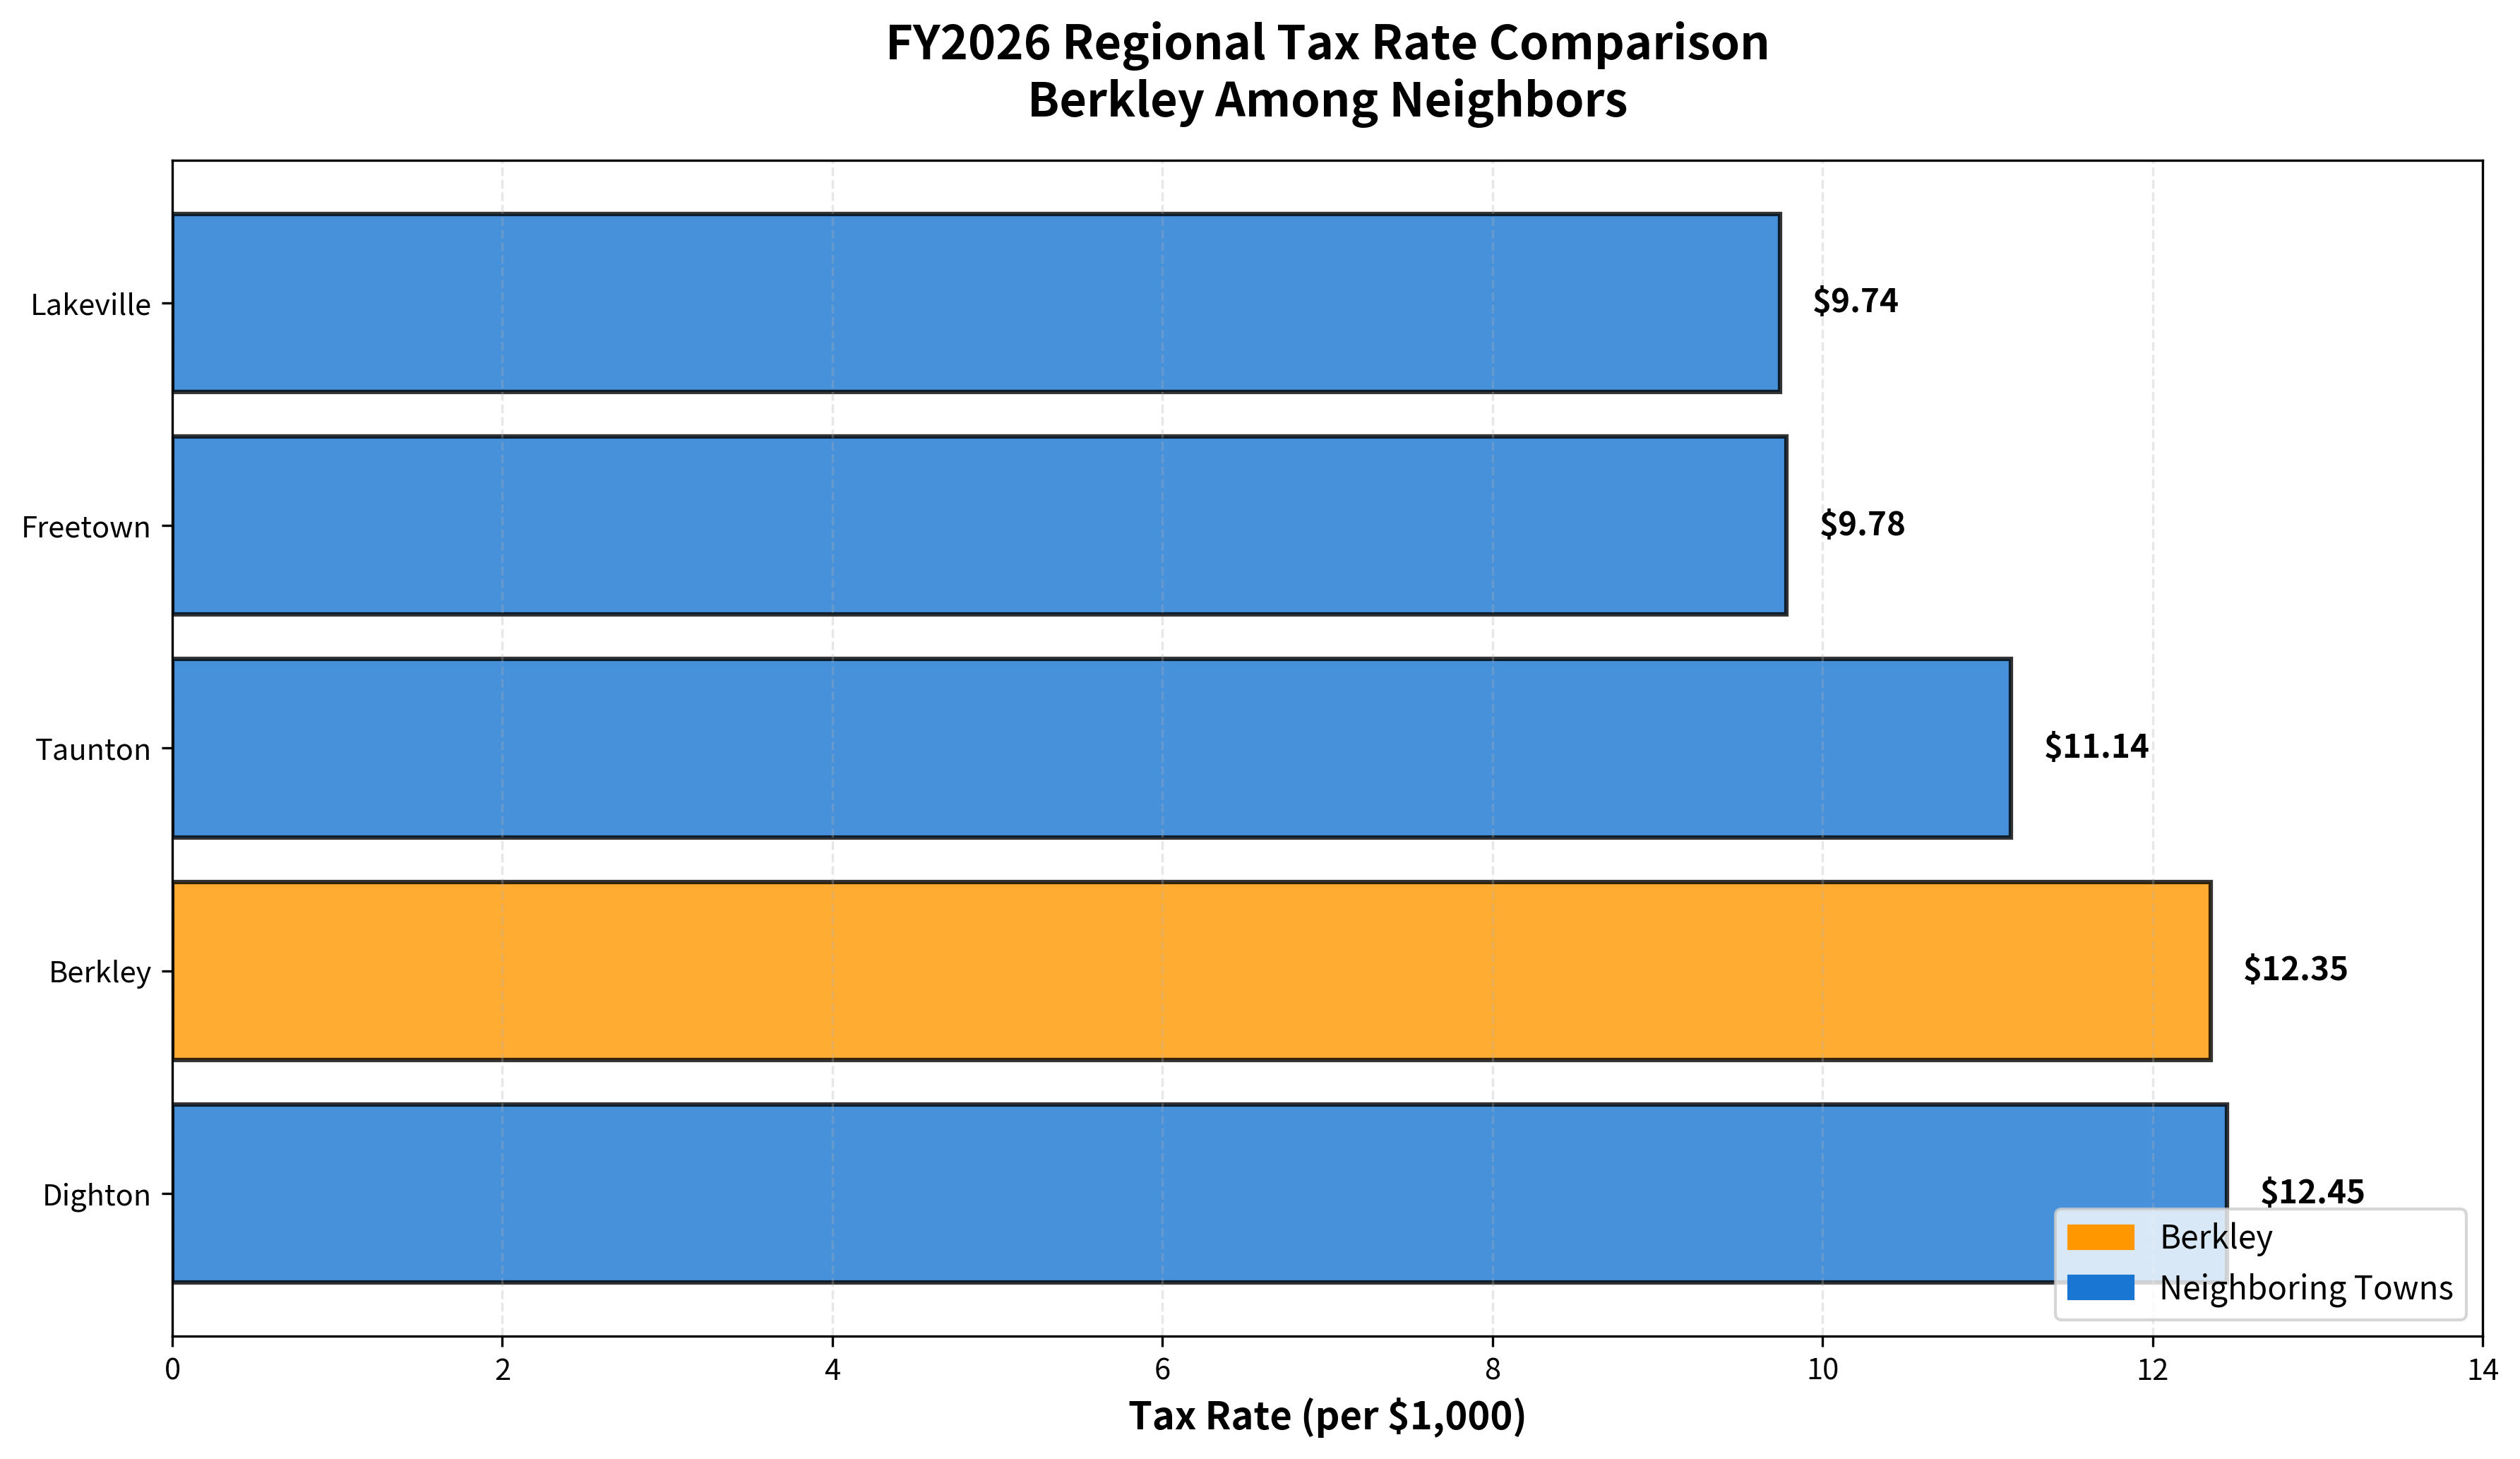 FY2026 Regional Tax Rate Comparison
Berkley Among Neighbors
Lakeville
$9.74
Freetown
$9.78
Taunton
$11.14
Berkley
$12.35
Dighton
$12.45
Berkley
Neighboring Towns
0 2 4 6 8 10 12 14
Tax Rate (per $1,000)